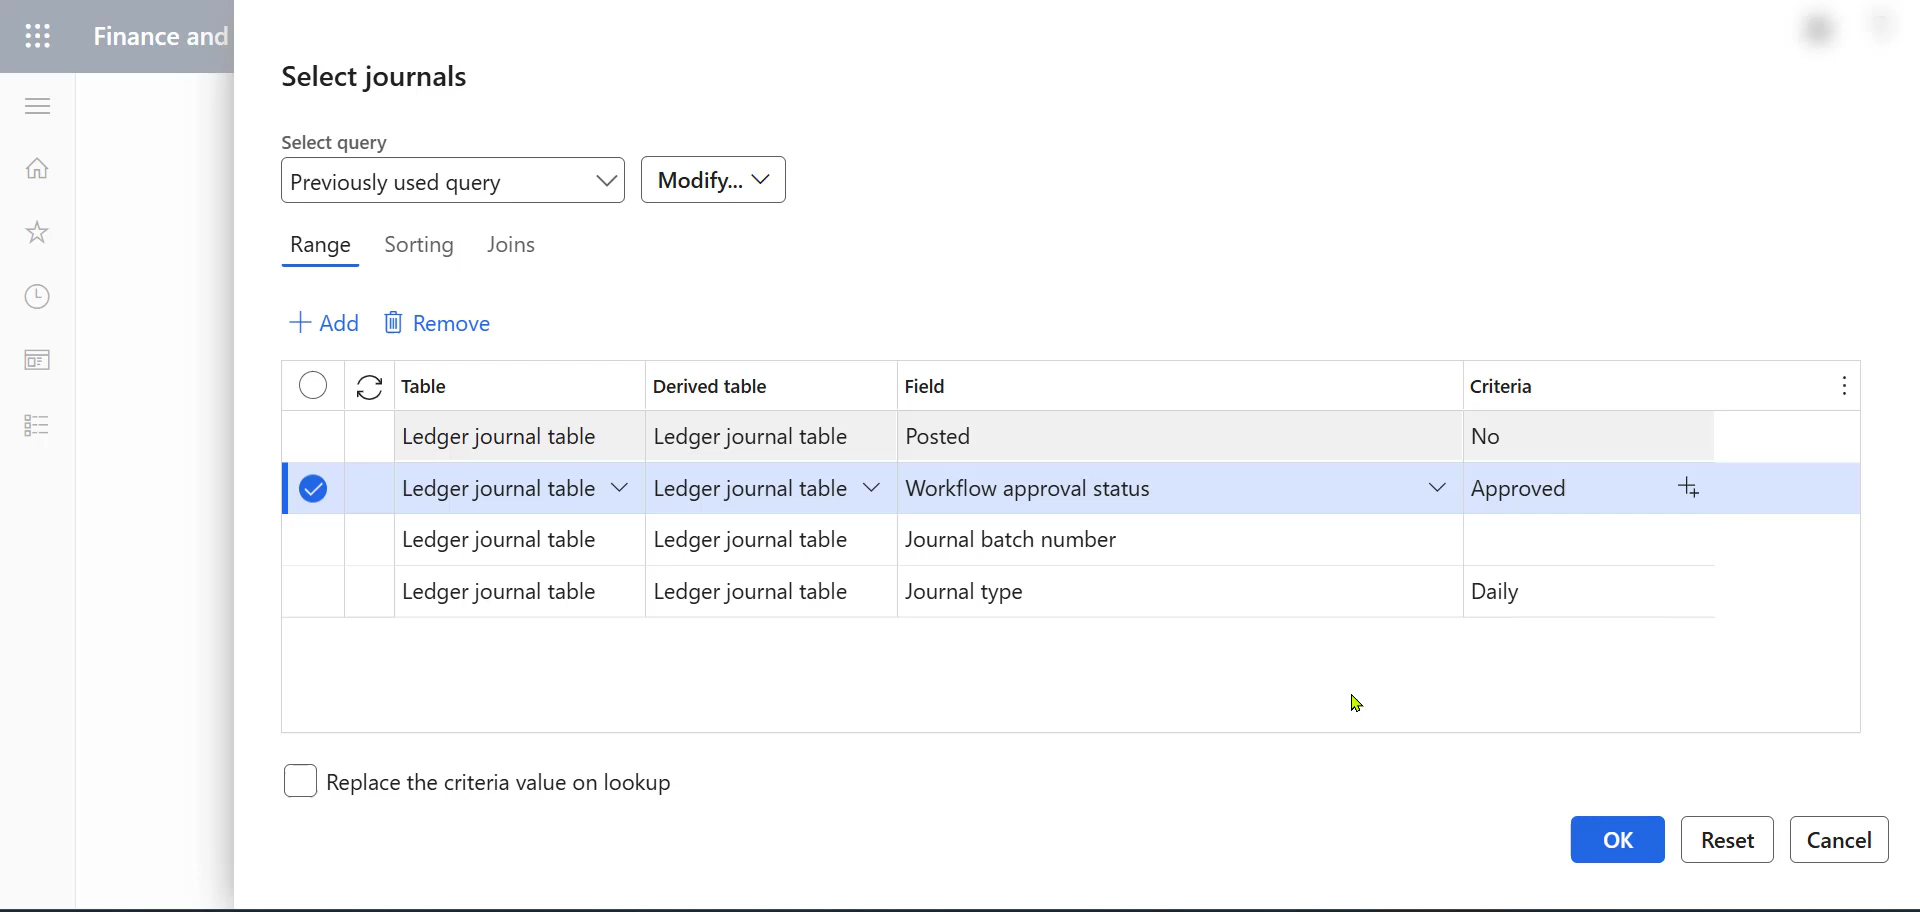 Finance and
Select journals
Select query
Previously used query
Modify...
Range Sorting Joins
Add Remove
Table Derived table Field Criteria
Ledger journal table Ledger journal table Posted No
Ledger journal table Ledger journal table Workflow approval status Approved
Ledger journal table Ledger journal table Journal batch number
Ledger journal table Ledger journal table Journal type Daily
Replace the criteria value on lookup
OK Reset Cancel